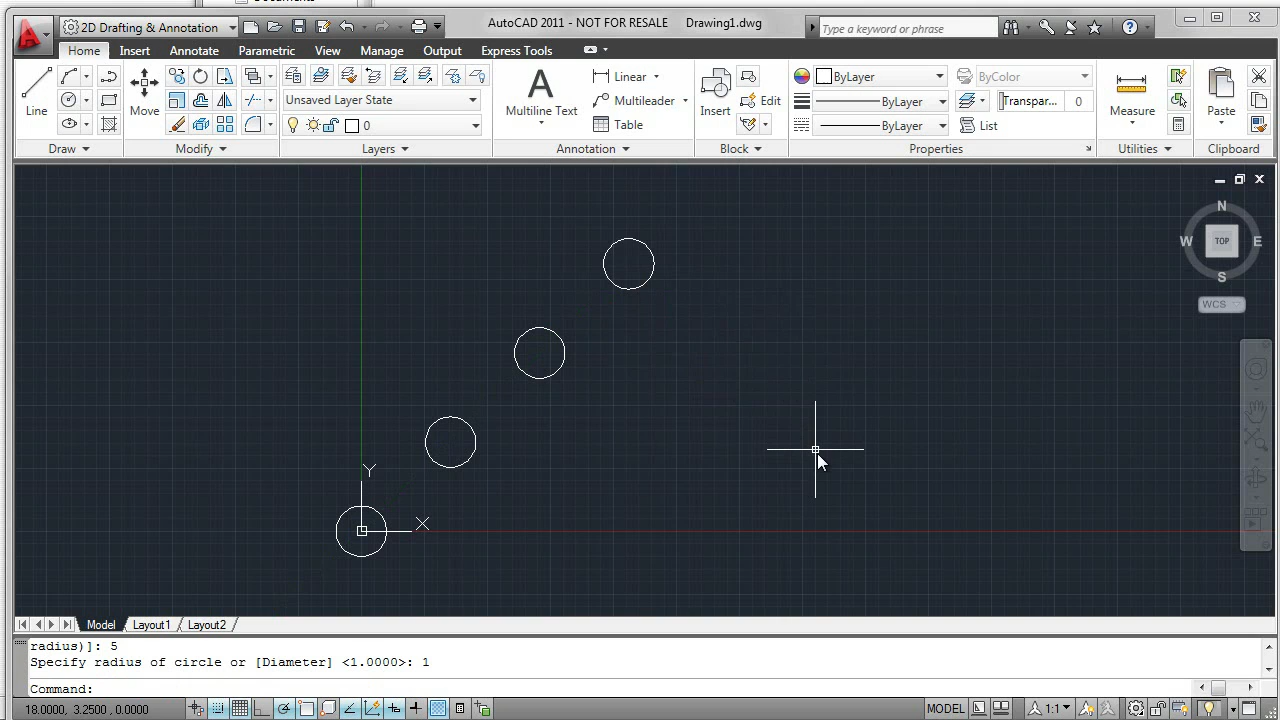 Documents
2D Drafting & Annotation
AutoCAD 2011 - NOT FOR RESALE Drawing1.dwg
Type a keyword or phrase
Home Insert Annotate Parametric View Manage Output Express Tools
ByLayer ByColor
Linear
Unsaved Layer State
Line Move Multiline Text Multileader Insert Edit ByLayer Transpar... 0 Measure Paste
0
Table
ByLayer List
Draw Modify Layers Annotation Block Properties Utilities Clipboard
N
W TOP E
S
WCS
Y
X
Model Layout1 Layout2
radius)]: 5
Specify radius of circle or [Diameter] <1.0000>: 1
Command:
18.0000, 3.2500, 0.0000 MODEL 1:1